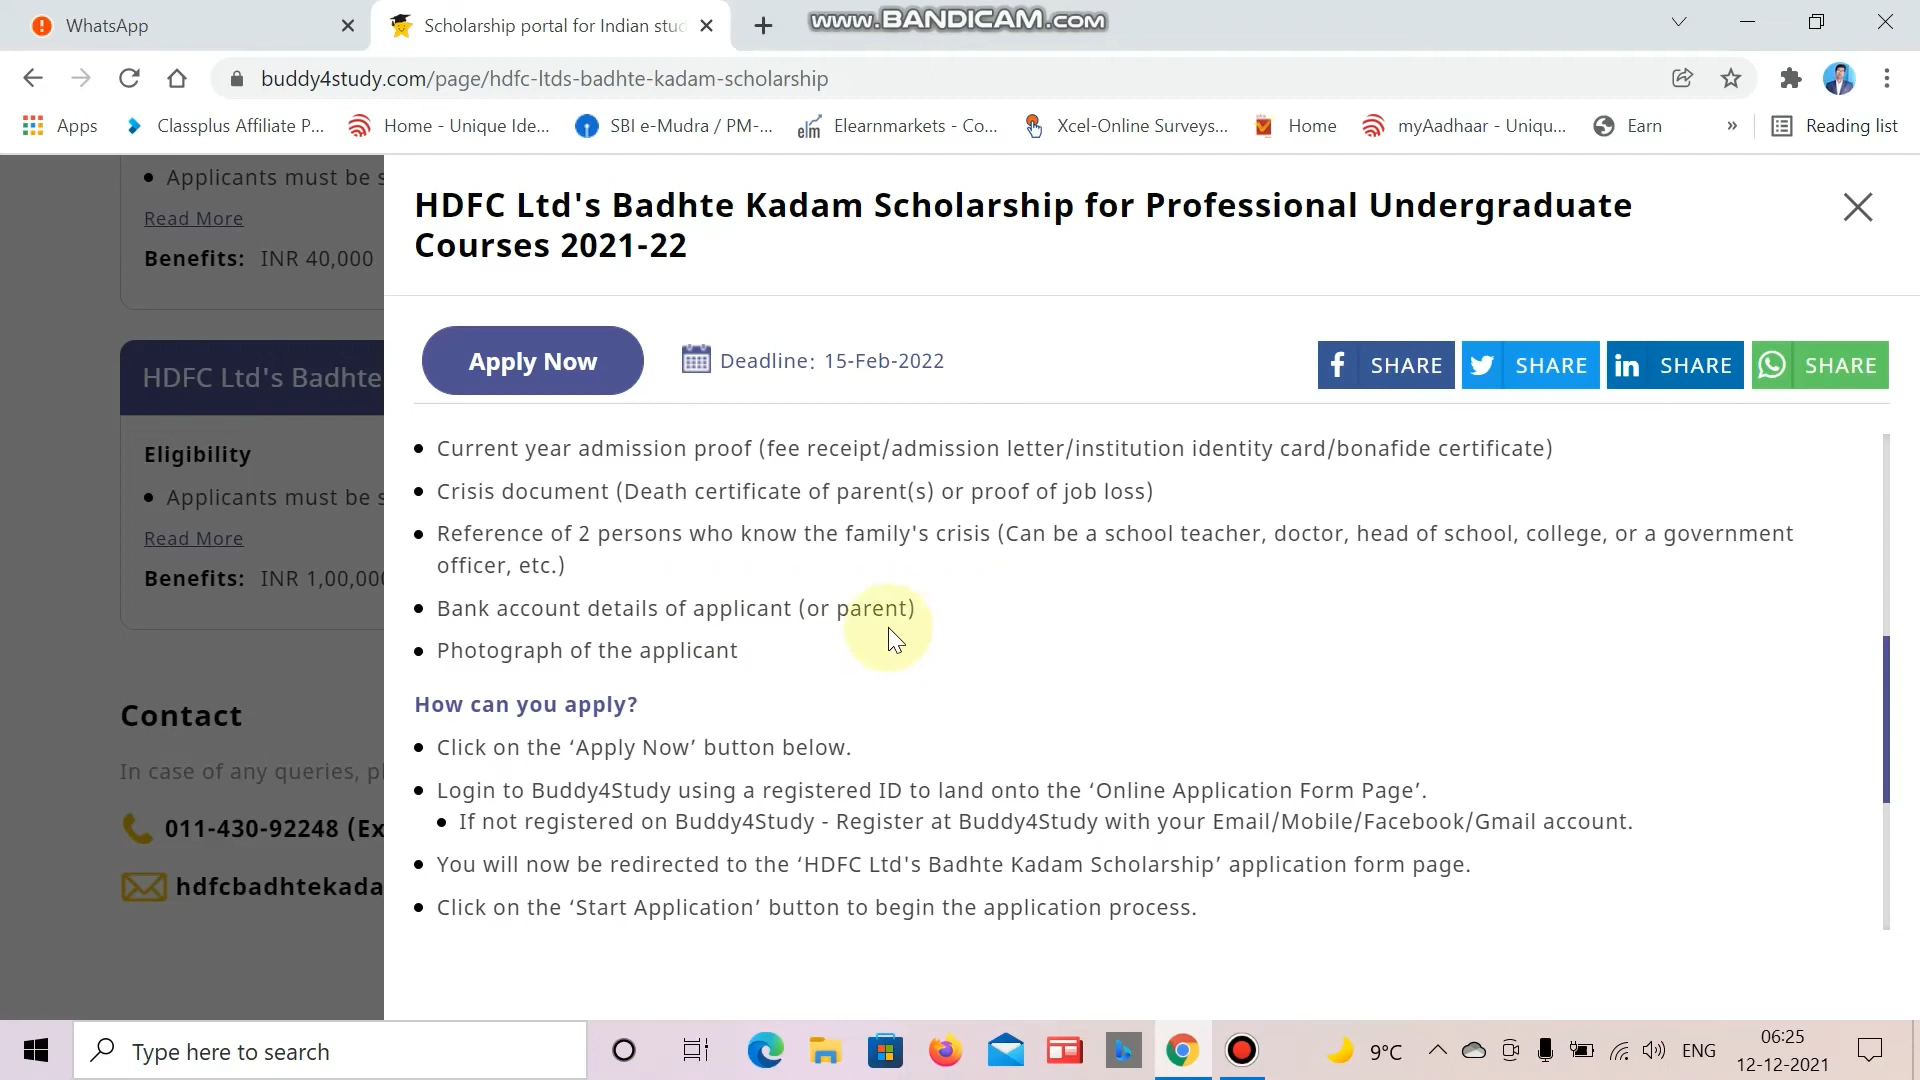 WhatsApp
Scholarship portal for Indian stud
www.BANDICAM.com
buddy4study.com/page/hdfc-ltds-badhte-kadam-scholarship
Apps
Classplus Affiliate P...
Home - Unique Ide...
SBI e-Mudra / PM-...
elm
Elearnmarkets - Co...
Xcel-Online Surveys...
Home
myAadhaar - Uniqu...
Earn
»
Reading list
Applicants must be s
Read More
Benefits: INR 40,000
HDFC Ltd's Badhte
Eligibility
Applicants must be s
Read More
Benefits: INR 1,00,000
Contact
In case of any queries, pl
011-430-92248 (Ex
hdfcbadhtekada
HDFC Ltd's Badhte Kadam Scholarship for Professional Undergraduate
Courses 2021-22
Apply Now
Deadline: 15-Feb-2022
SHARE
SHARE
SHARE
SHARE
• Current year admission proof (fee receipt/admission letter/institution identity card/bonafide certificate)
• Crisis document (Death certificate of parent(s) or proof of job loss)
• Reference of 2 persons who know the family's crisis (Can be a school teacher, doctor, head of school, college, or a government
officer, etc.)
• Bank account details of applicant (or parent)
• Photograph of the applicant
How can you apply?
• Click on the ‘Apply Now’ button below.
• Login to Buddy4Study using a registered ID to land onto the ‘Online Application Form Page’.
• If not registered on Buddy4Study - Register at Buddy4Study with your Email/Mobile/Facebook/Gmail account.
• You will now be redirected to the ‘HDFC Ltd's Badhte Kadam Scholarship’ application form page.
• Click on the ‘Start Application’ button to begin the application process.
Type here to search
9°C
ENG
06:25
12-12-2021